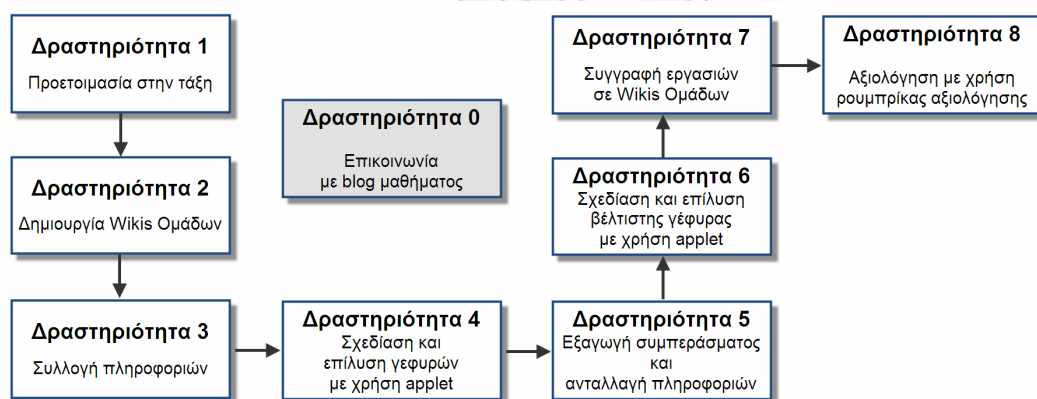 Δραστηριότητα 1
Προετοιμασία στην τάξη
Δραστηριότητα 2
Δημιουργία Wikis Ομάδων
Δραστηριότητα 3
Συλλογή πληροφοριών
Δραστηριότητα 0
Επικοινωνία
με blog μαθήματος
Δραστηριότητα 4
Σχεδίαση και
επίλυση γεφυρών
με χρήση applet
Δραστηριότητα 5
Εξαγωγή συμπεράσματος
και
ανταλλαγή πληροφοριών
Δραστηριότητα 6
Σχεδίαση και επίλυση
βέλτιστης γέφυρας
με χρήση applet
Δραστηριότητα 7
Συγγραφή εργασιών
σε Wikis Ομάδων
Δραστηριότητα 8
Αξιολόγηση με χρήση
ρουμπρίκας αξιολόγησης